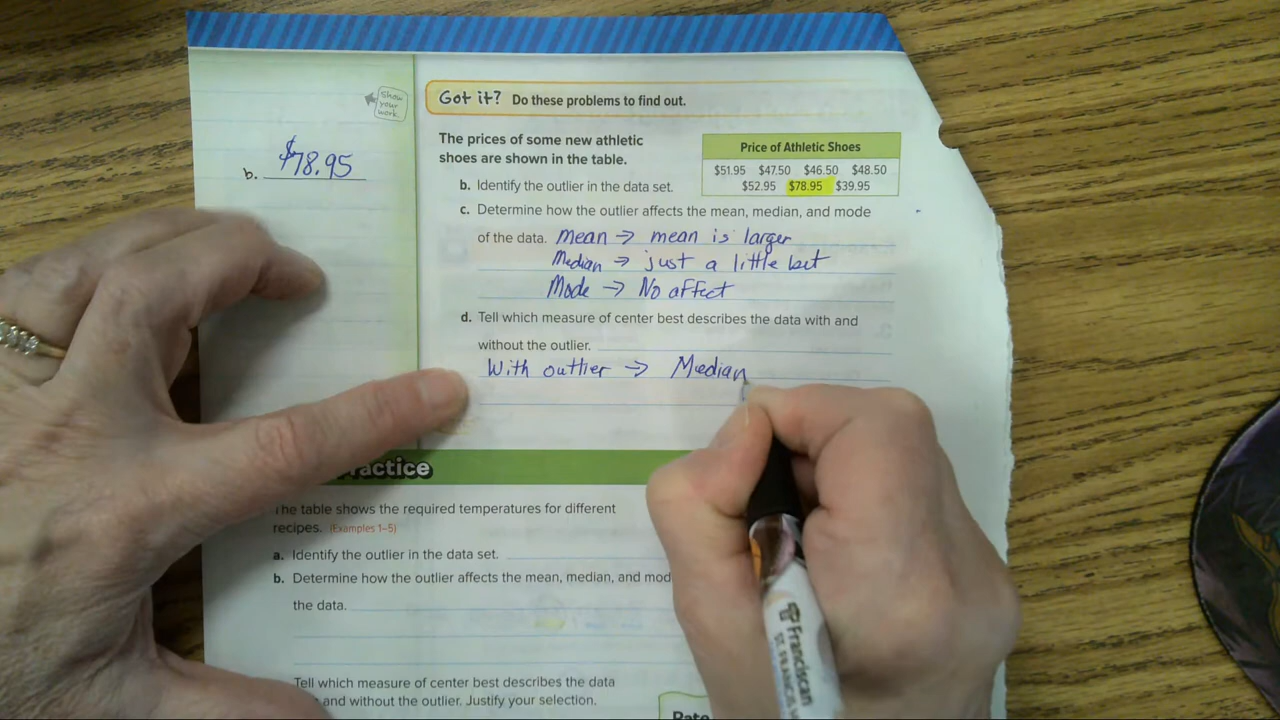 Show
your
work.
b. $78.95
Got it? Do these problems to find out.
The prices of some new athletic
shoes are shown in the table.
Price of Athletic Shoes
$51.95 $47.50 $46.50 $48.50
$52.95 $78.95 $39.95
b. Identify the outlier in the data set.
c. Determine how the outlier affects the mean, median, and mode
of the data. mean → mean is larger
Median → just a little bit
Mode → No affect
d. Tell which measure of center best describes the data with and
without the outlier.
With outlier → Median
ractice
The table shows the required temperatures for different
recipes. (Examples 1–5)
a. Identify the outlier in the data set.
b. Determine how the outlier affects the mean, median, and mod
the data.
Tell which measure of center best describes the data
and without the outlier. Justify your selection.
Rate
Franciscan
ST. FRANCIS